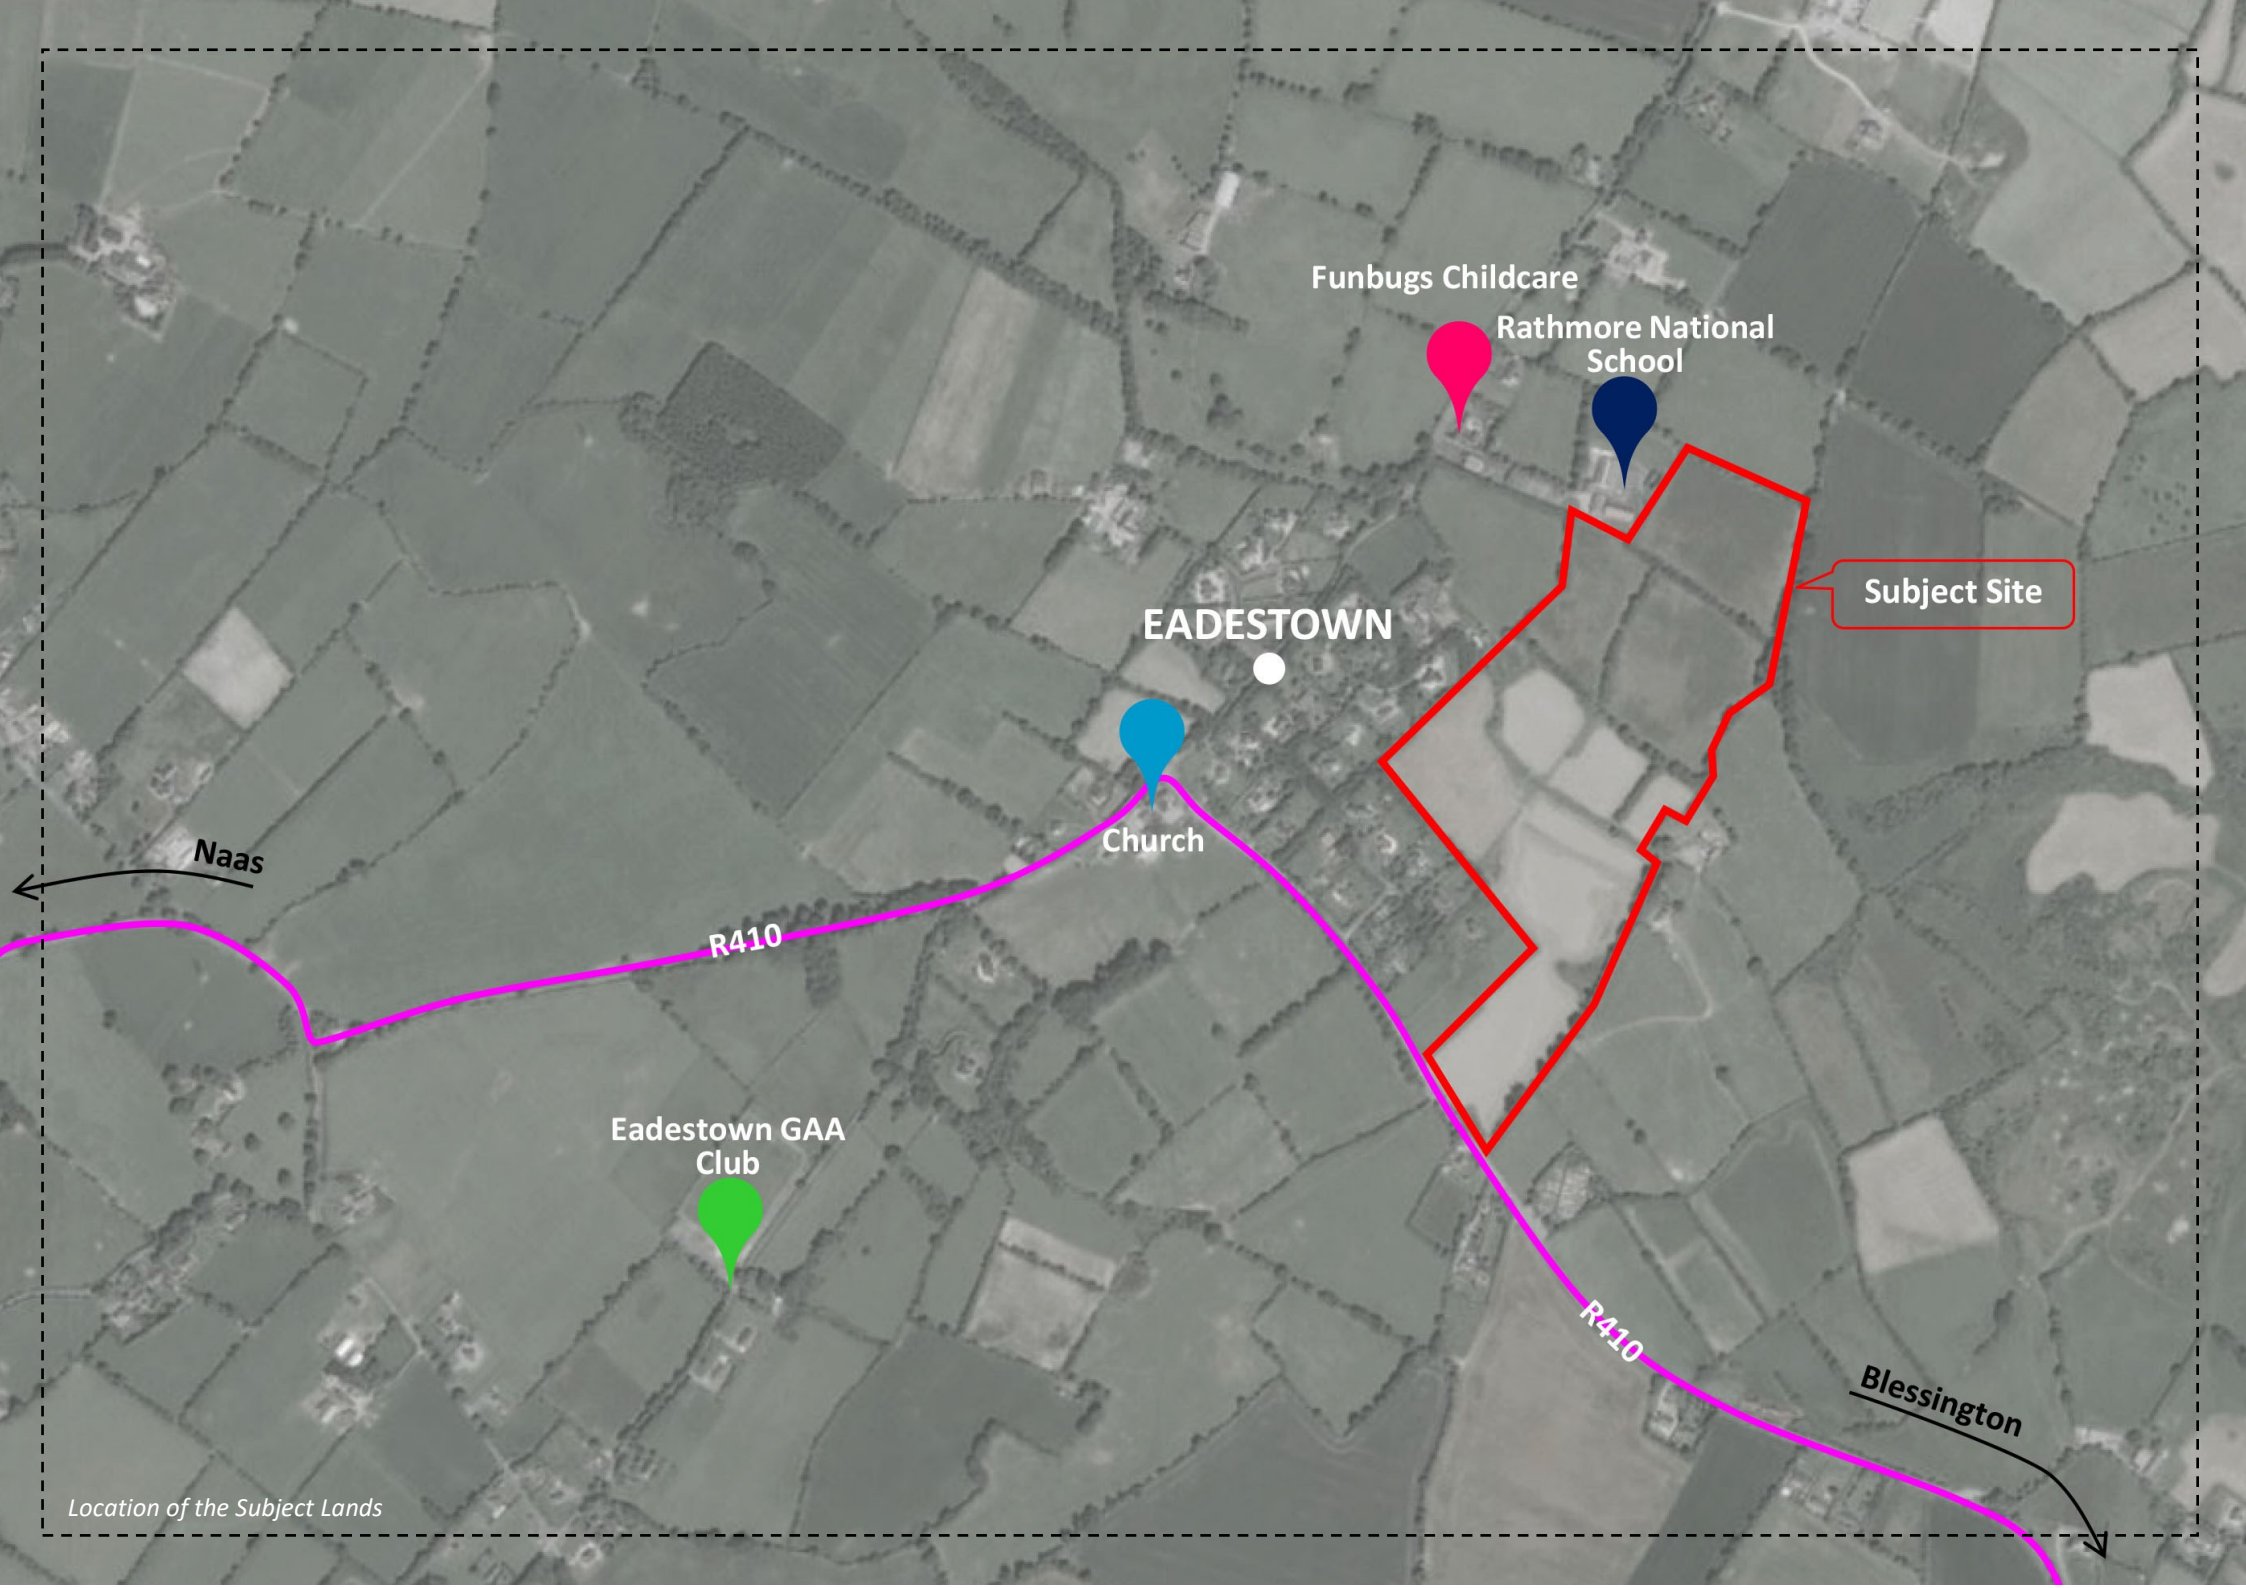 Funbugs Childcare
Rathmore National
School
Subject Site
EADESTOWN
Church
Naas
R410
Eadestown GAA
Club
R410
Blessington
Location of the Subject Lands